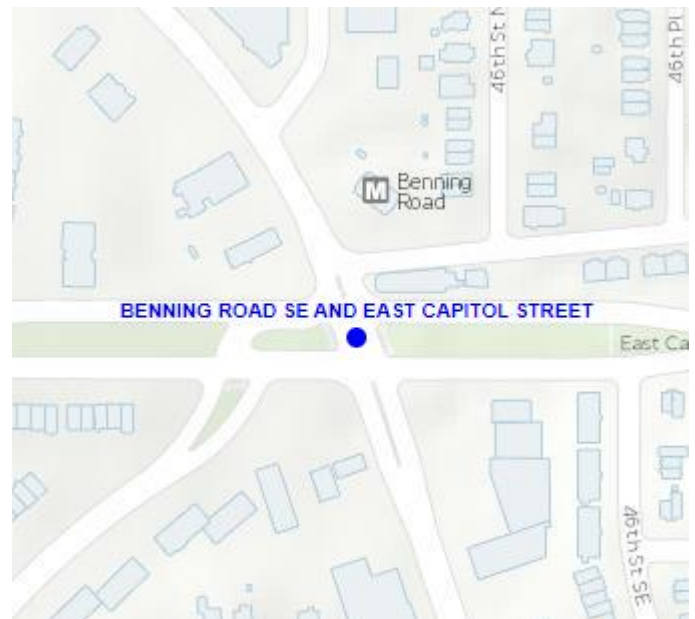 46th St N
46th Pl
M
Benning
Road
BENNING ROAD SE AND EAST CAPITOL STREET
East Ca
46th St SE